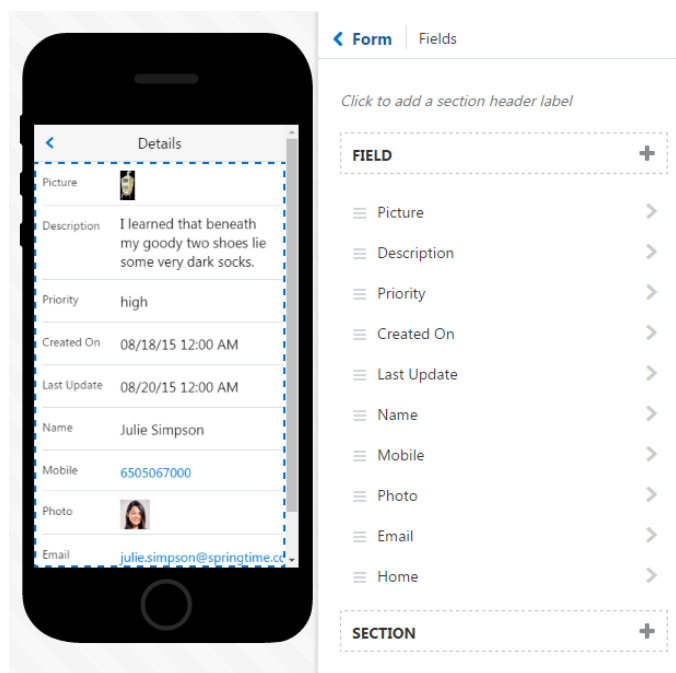 Form
Fields
Click to add a section header label
FIELD
Picture
Description
Priority
Created On
Last Update
Name
Mobile
Photo
Email
Home
SECTION
Details
Picture
Description
I learned that beneath
my goody two shoes lie
some very dark socks.
Priority
high
Created On
08/18/15 12:00 AM
Last Update
08/20/15 12:00 AM
Name
Julie Simpson
Mobile
6505067000
Photo
Email
julie.simpson@springtime.cc